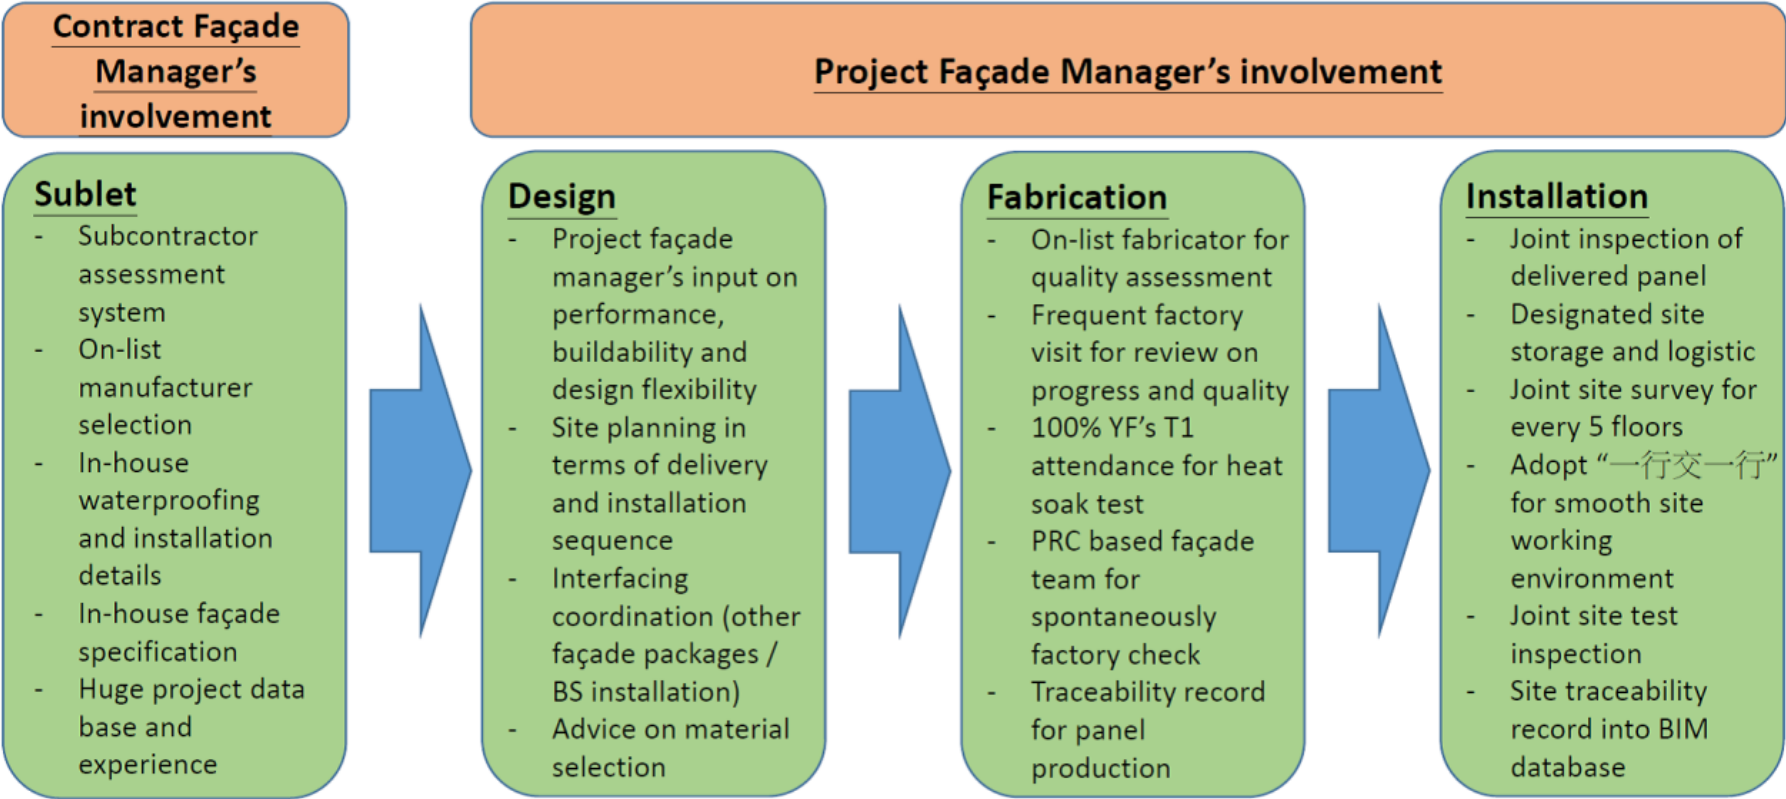 Contract Façade
Manager’s
involvement
Project Façade Manager’s involvement
Sublet
- Subcontractor
assessment
system
- On-list
manufacturer
selection
- In-house
waterproofing
and installation
details
- In-house façade
specification
- Huge project data
base and
experience
Design
- Project façade
manager’s input on
performance,
buildability and
design flexibility
- Site planning in
terms of delivery
and installation
sequence
- Interfacing
coordination (other
façade packages /
BS installation)
- Advice on material
selection
Fabrication
- On-list fabricator for
quality assessment
- Frequent factory
visit for review on
progress and quality
- 100% YF’s T1
attendance for heat
soak test
- PRC based façade
team for
spontaneously
factory check
- Traceability record
for panel
production
Installation
- Joint inspection of
delivered panel
- Designated site
storage and logistic
- Joint site survey for
every 5 floors
- Adopt “一行交一行”
for smooth site
working
environment
- Joint site test
inspection
- Site traceability
record into BIM
database